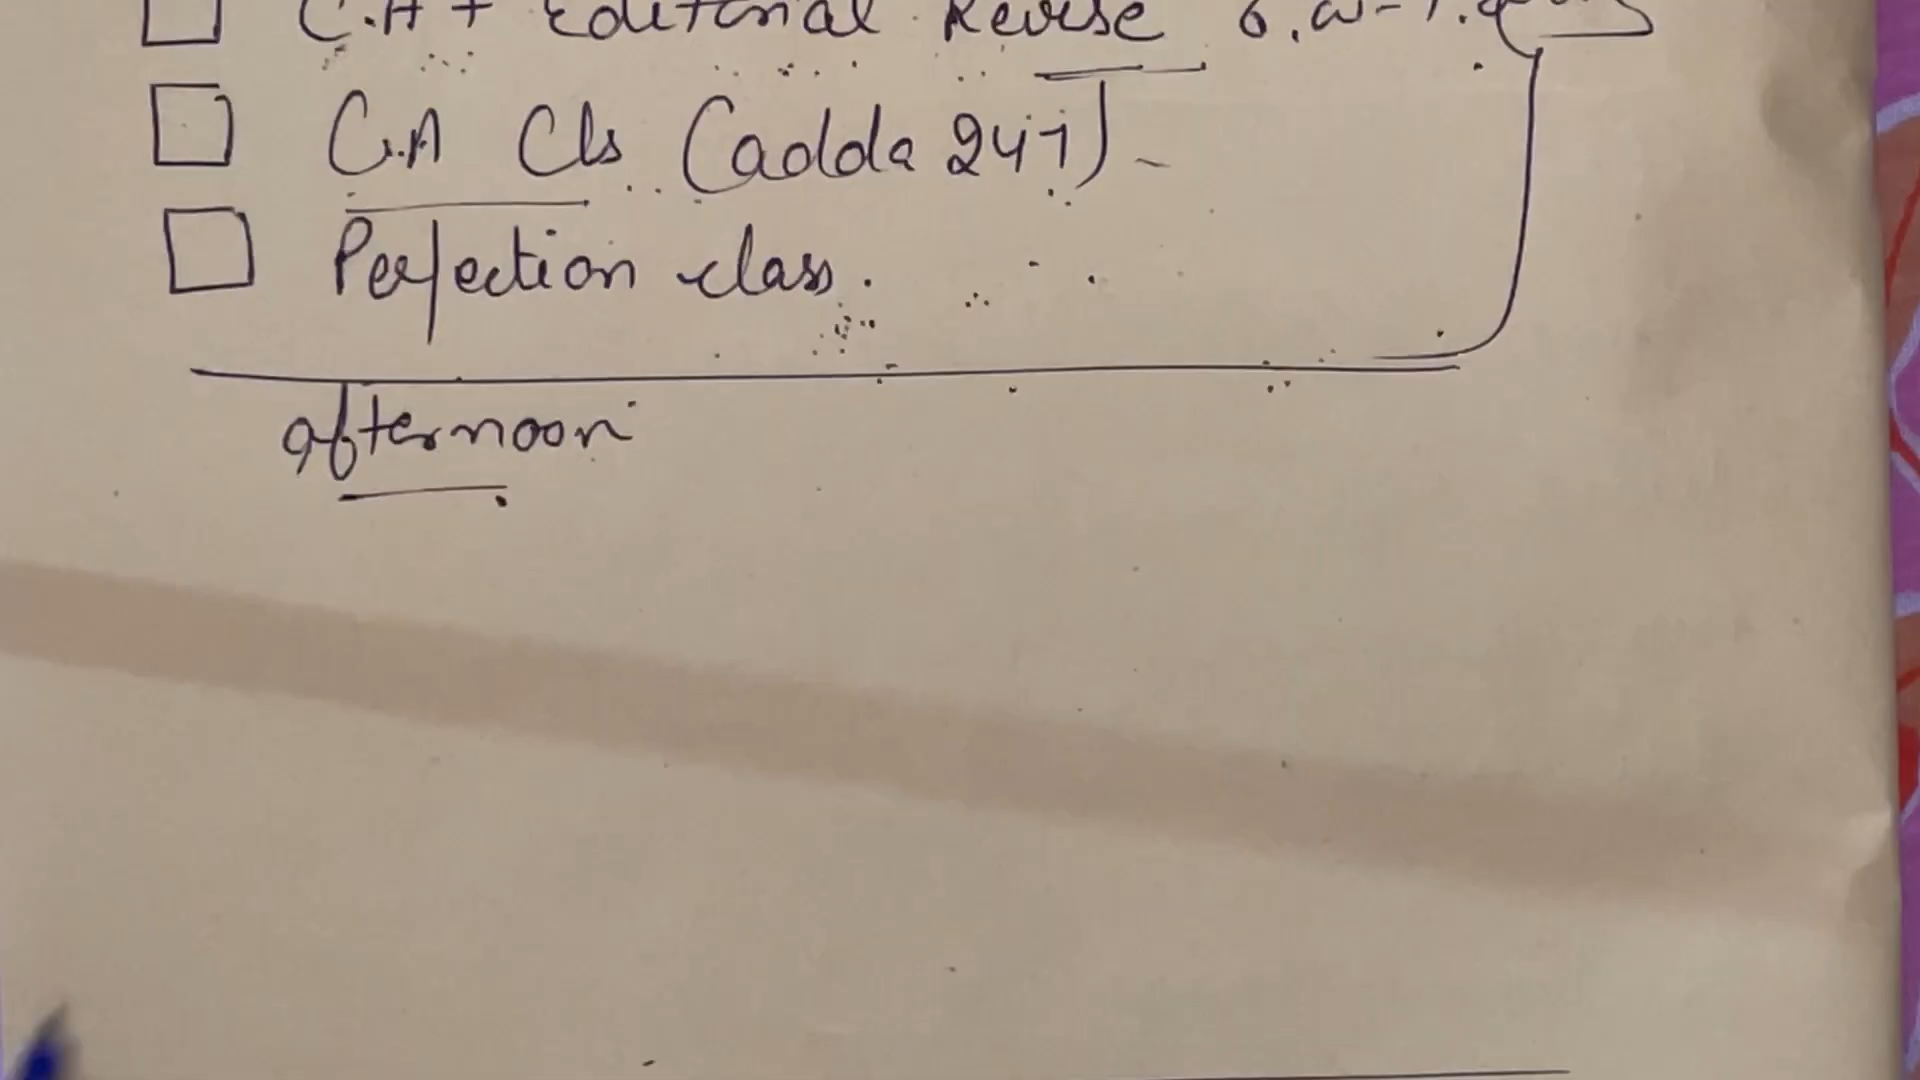 C.A + Editorial Revise
C.A Cls (adda 247) -
Perfection class.
afternoon